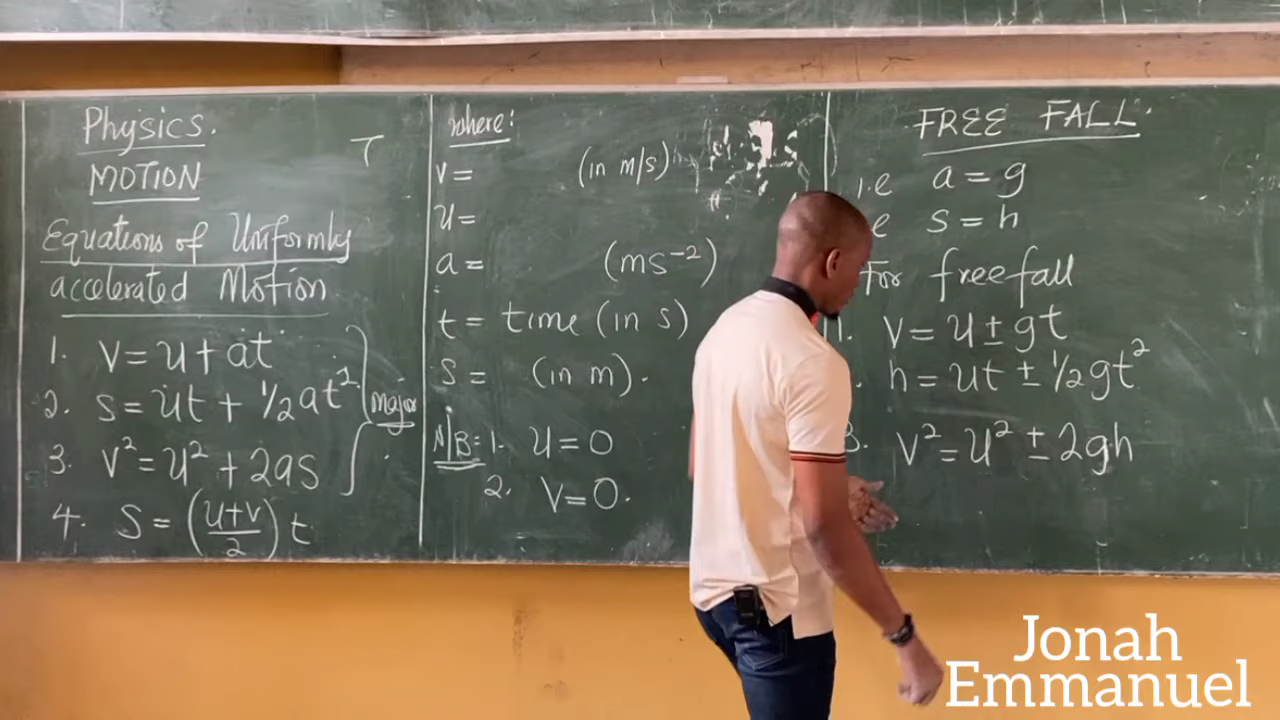 Physics.
MOTION
T
Equations of Uniformly
accelerated Motion
1. v=u+at
2. s=ut+½at²
3. v²=u²+2as
major
4. S=(u+v/2)t
where:
v= (in m/s)
u=
a= (ms⁻²)
t= time (in s)
s= (in m).
N/B: 1. u=0
2. v=0.
FREE FALL.
i.e a=g
e s=h
For freefall
1. v=u±gt
. h=ut±½gt²
3. v²=u²±2gh
Jonah
Emmanuel